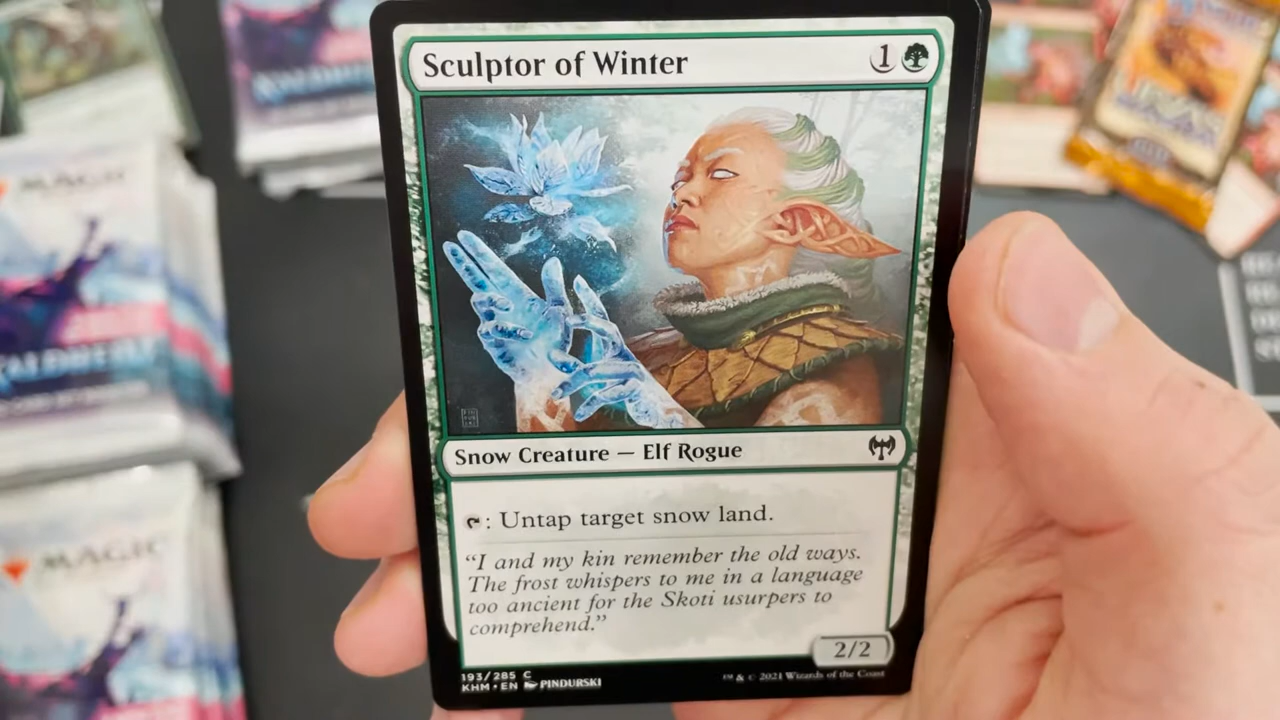 Sculptor of Winter 1
Snow Creature — Elf Rogue
: Untap target snow land.
“I and my kin remember the old ways.
The frost whispers to me in a language
too ancient for the Skoti usurpers to
comprehend.”
2/2
193/285 C
KHM • EN PINDURSKI
™ & © 2021 Wizards of the Coast
MAGIC
KALDHEIM
MAGIC